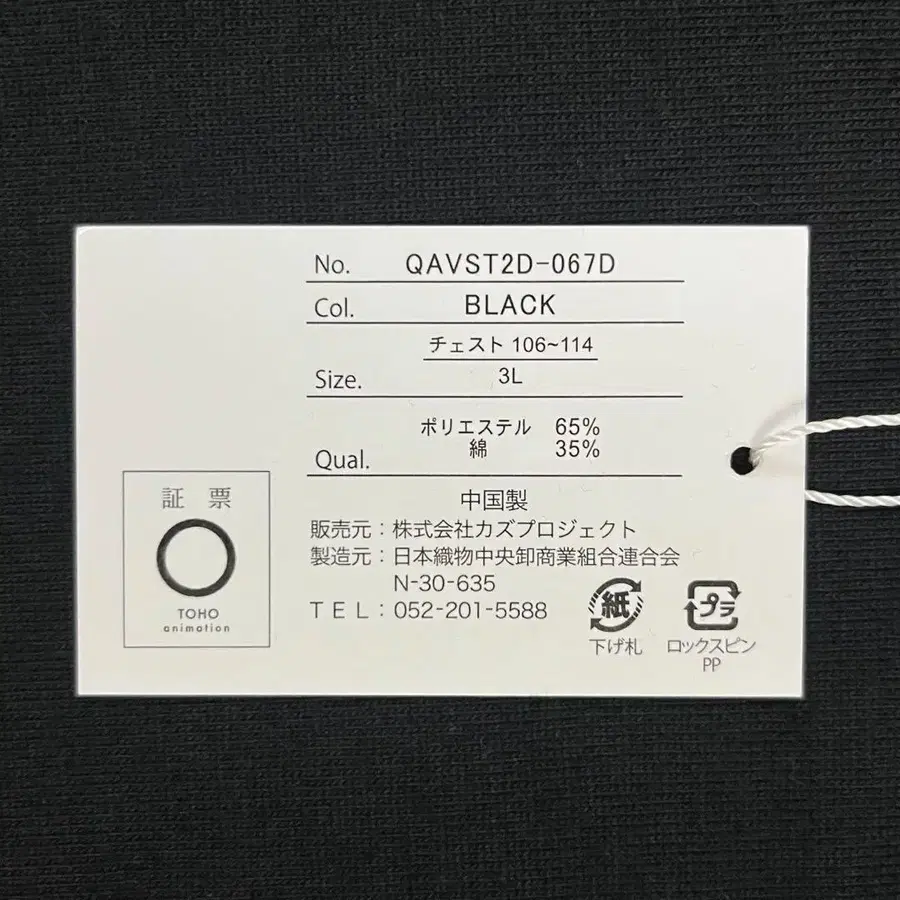 No. QAVST2D-067D
Col. BLACK
チェスト 106~114
Size. 3L
ポリエステル 65%
綿 35%
Qual.
中国製
販売元：株式会社カズプロジェクト
製造元：日本織物中央卸商業組合連合会
N-30-635
TEL：052-201-5588
証 票
TOHO
animation
紙
下げ札
プラ
ロックスピン
PP